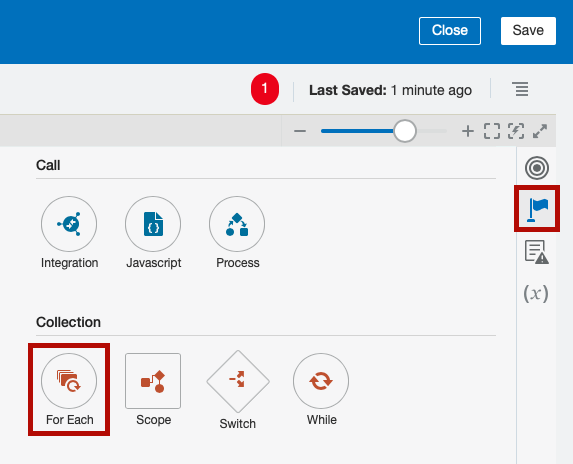 Close Save
1 Last Saved: 1 minute ago
Call
Integration Javascript Process
(x)
Collection
For Each Scope Switch While